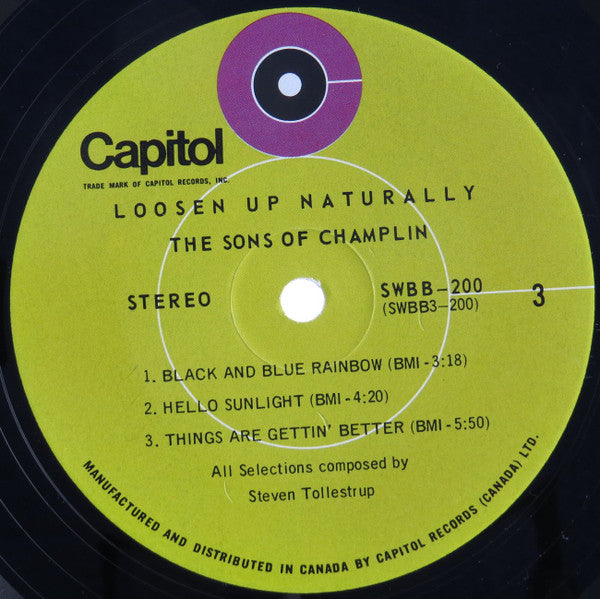 Capitol
TRADE MARK OF CAPITOL RECORDS, INC.
LOOSEN UP NATURALLY
THE SONS OF CHAMPLIN
STEREO
SWBB-200
(SWBB3-200)
3
1. BLACK AND BLUE RAINBOW (BMI-3:18)
2. HELLO SUNLIGHT (BMI-4:20)
3. THINGS ARE GETTIN' BETTER (BMI-5:50)
All Selections composed by
Steven Tollestrup
MANUFACTURED AND DISTRIBUTED IN CANADA BY CAPITOL RECORDS (CANADA) LTD.